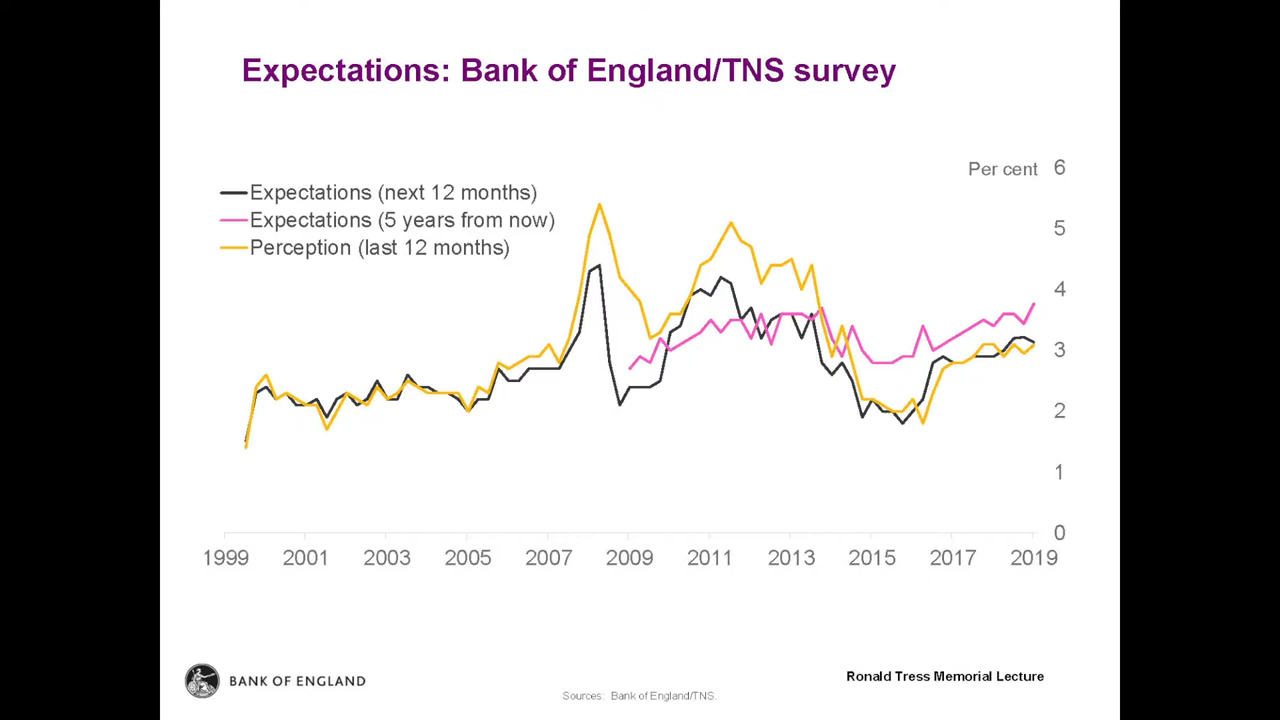 Expectations: Bank of England/TNS survey
Per cent
Expectations (next 12 months)
Expectations (5 years from now)
Perception (last 12 months)
6
5
4
3
2
1
0
1999 2001 2003 2005 2007 2009 2011 2013 2015 2017 2019
BANK OF ENGLAND
Ronald Tress Memorial Lecture
Sources: Bank of England/TNS.